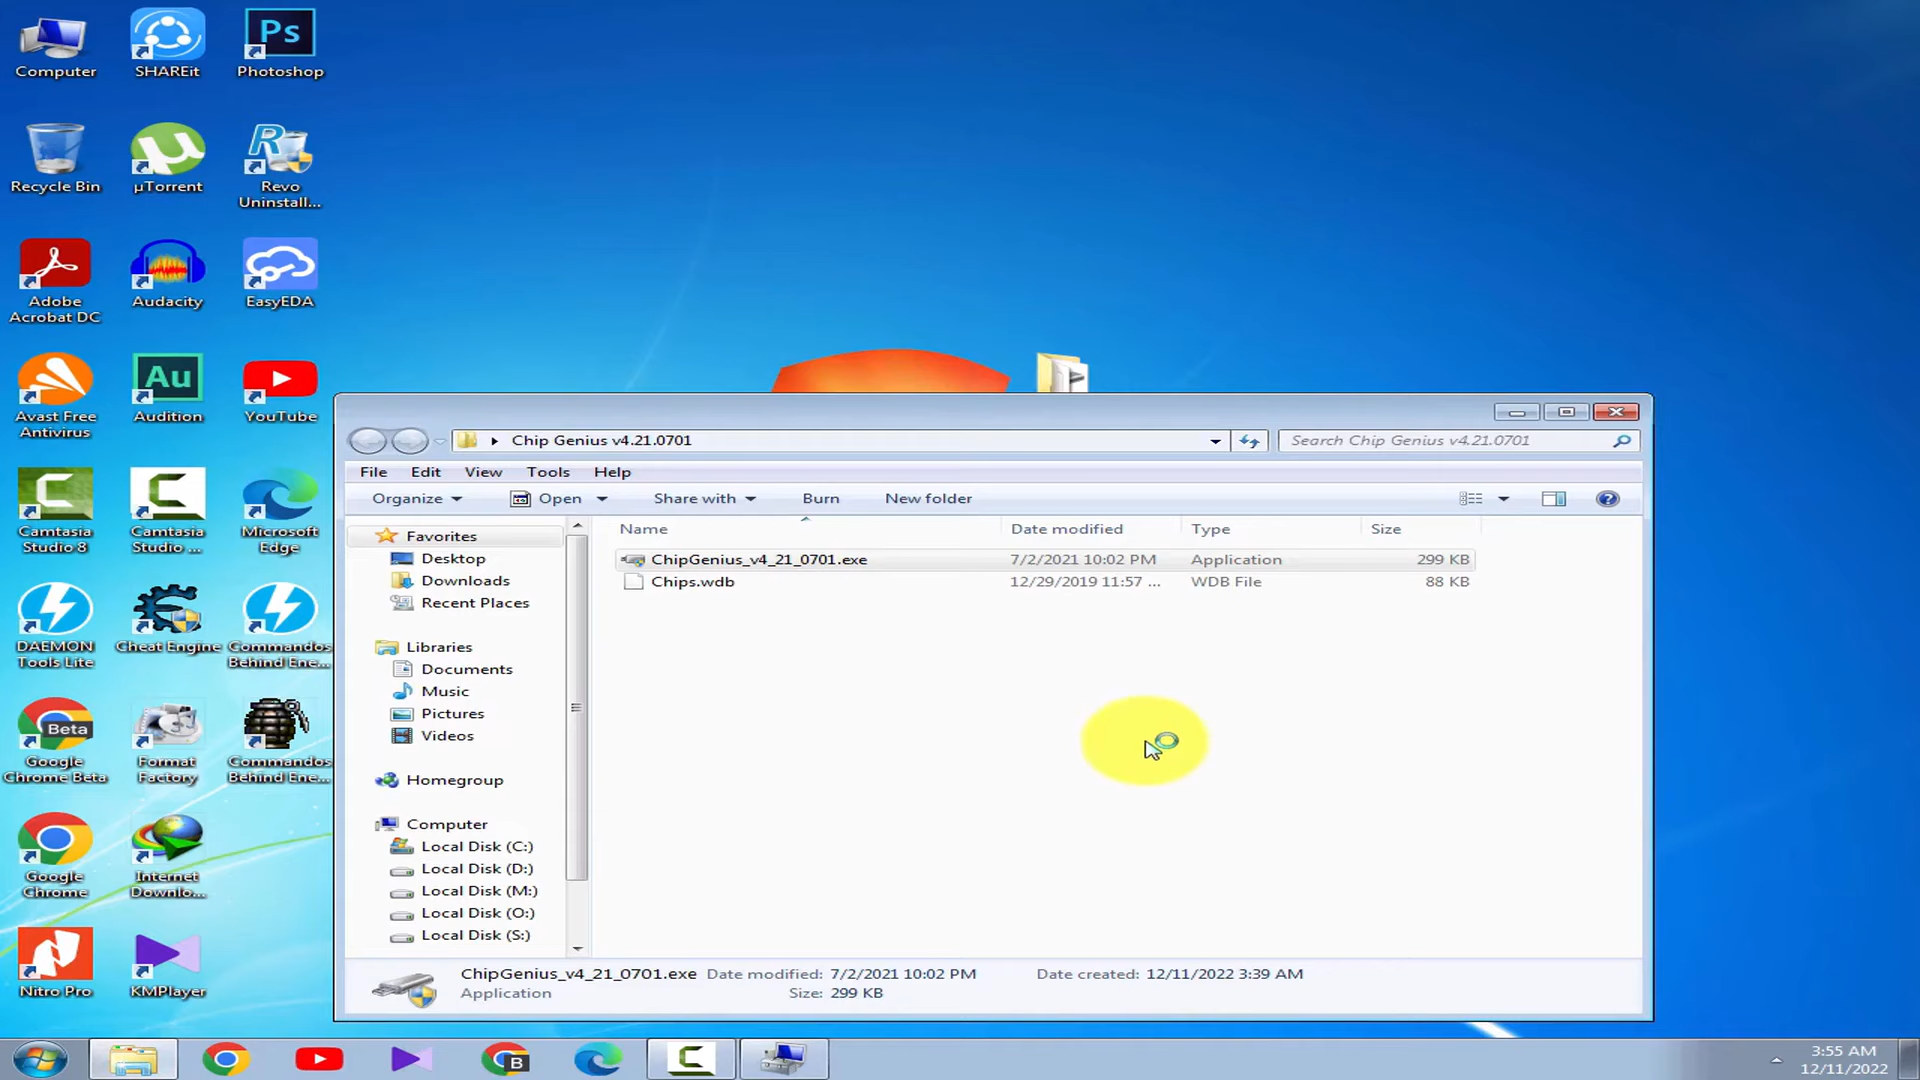 Computer
SHAREit
Ps
Photoshop
Recycle Bin
µTorrent
Revo
Uninstall...
Adobe
Acrobat DC
Audacity
EasyEDA
Avast Free
Antivirus
Au
Audition
YouTube
Camtasia
Studio 8
Camtasia
Studio ...
Microsoft
Edge
DAEMON
Tools Lite
Cheat Engine
Commandos
Behind Ene...
Beta
Google
Chrome Beta
Format
Factory
Commandos
Behind Ene...
Google
Chrome
Internet
Downlo...
Nitro Pro
KMPlayer
Chip Genius v4.21.0701
Search Chip Genius v4.21.0701
File Edit View Tools Help
Organize Open Share with Burn New folder
Favorites
Desktop
Downloads
Recent Places
Libraries
Documents
Music
Pictures
Videos
Homegroup
Computer
Local Disk (C:)
Local Disk (D:)
Local Disk (M:)
Local Disk (O:)
Local Disk (S:)
Name Date modified Type Size
ChipGenius_v4_21_0701.exe 7/2/2021 10:02 PM Application 299 KB
Chips.wdb 12/29/2019 11:57 ... WDB File 88 KB
ChipGenius_v4_21_0701.exe Date modified: 7/2/2021 10:02 PM Date created: 12/11/2022 3:39 AM
Application Size: 299 KB
B
3:55 AM
12/11/2022